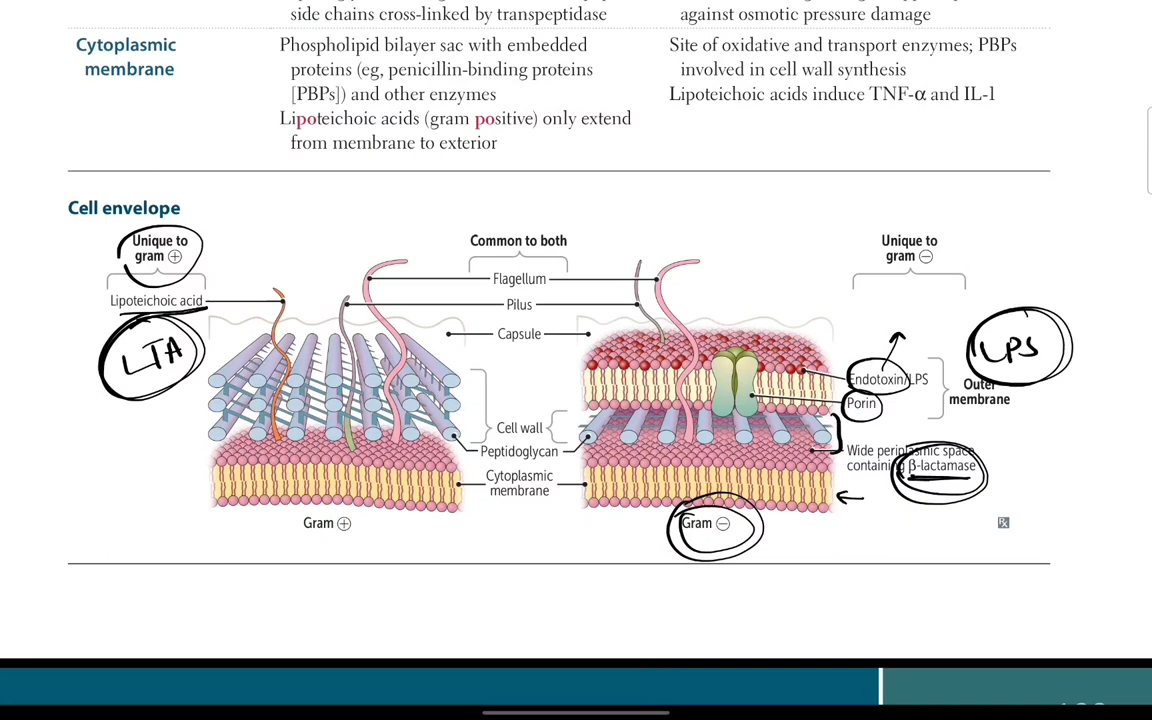 side chains cross-linked by transpeptidase
against osmotic pressure damage
Cytoplasmic
membrane
Phospholipid bilayer sac with embedded
proteins (eg, penicillin-binding proteins
[PBPs]) and other enzymes
Lipoteichoic acids (gram positive) only extend
from membrane to exterior
Site of oxidative and transport enzymes; PBPs
involved in cell wall synthesis
Lipoteichoic acids induce TNF-α and IL-1
Cell envelope
Unique to
gram ⊕
Common to both
Unique to
gram ⊖
Lipoteichoic acid
LTA
Flagellum
Pilus
Capsule
Cell wall
Peptidoglycan
Cytoplasmic
membrane
Endotoxin/LPS
Porin
Outer
membrane
LPS
Wide periplasmic space
containing β-lactamase
Gram ⊕
Gram ⊖
Rx